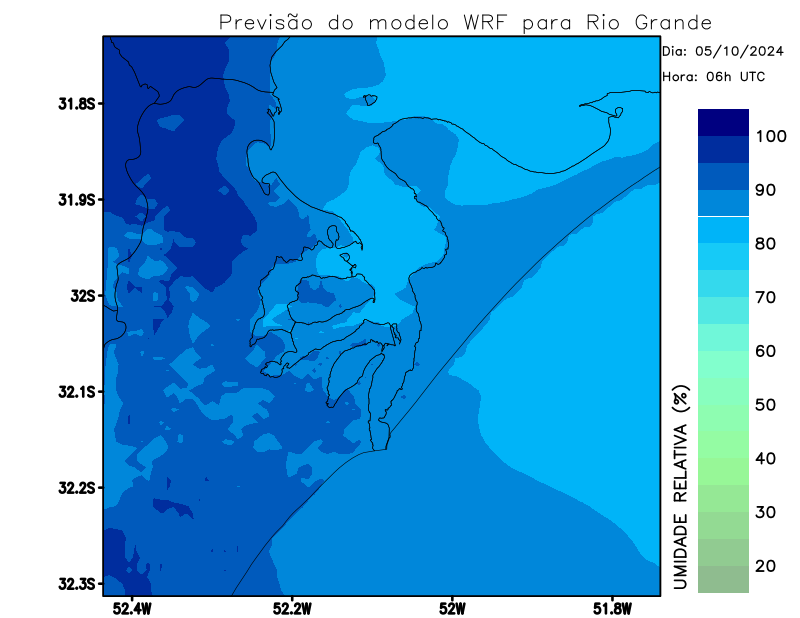 Previsão do modelo WRF para Rio Grande
Dia: 05/10/2024
Hora: 06h UTC
31.8S
31.9S
32S
32.1S
32.2S
32.3S
52.4W
52.2W
52W
51.8W
100
90
80
70
60
50
40
30
20
UMIDADE RELATIVA (%)